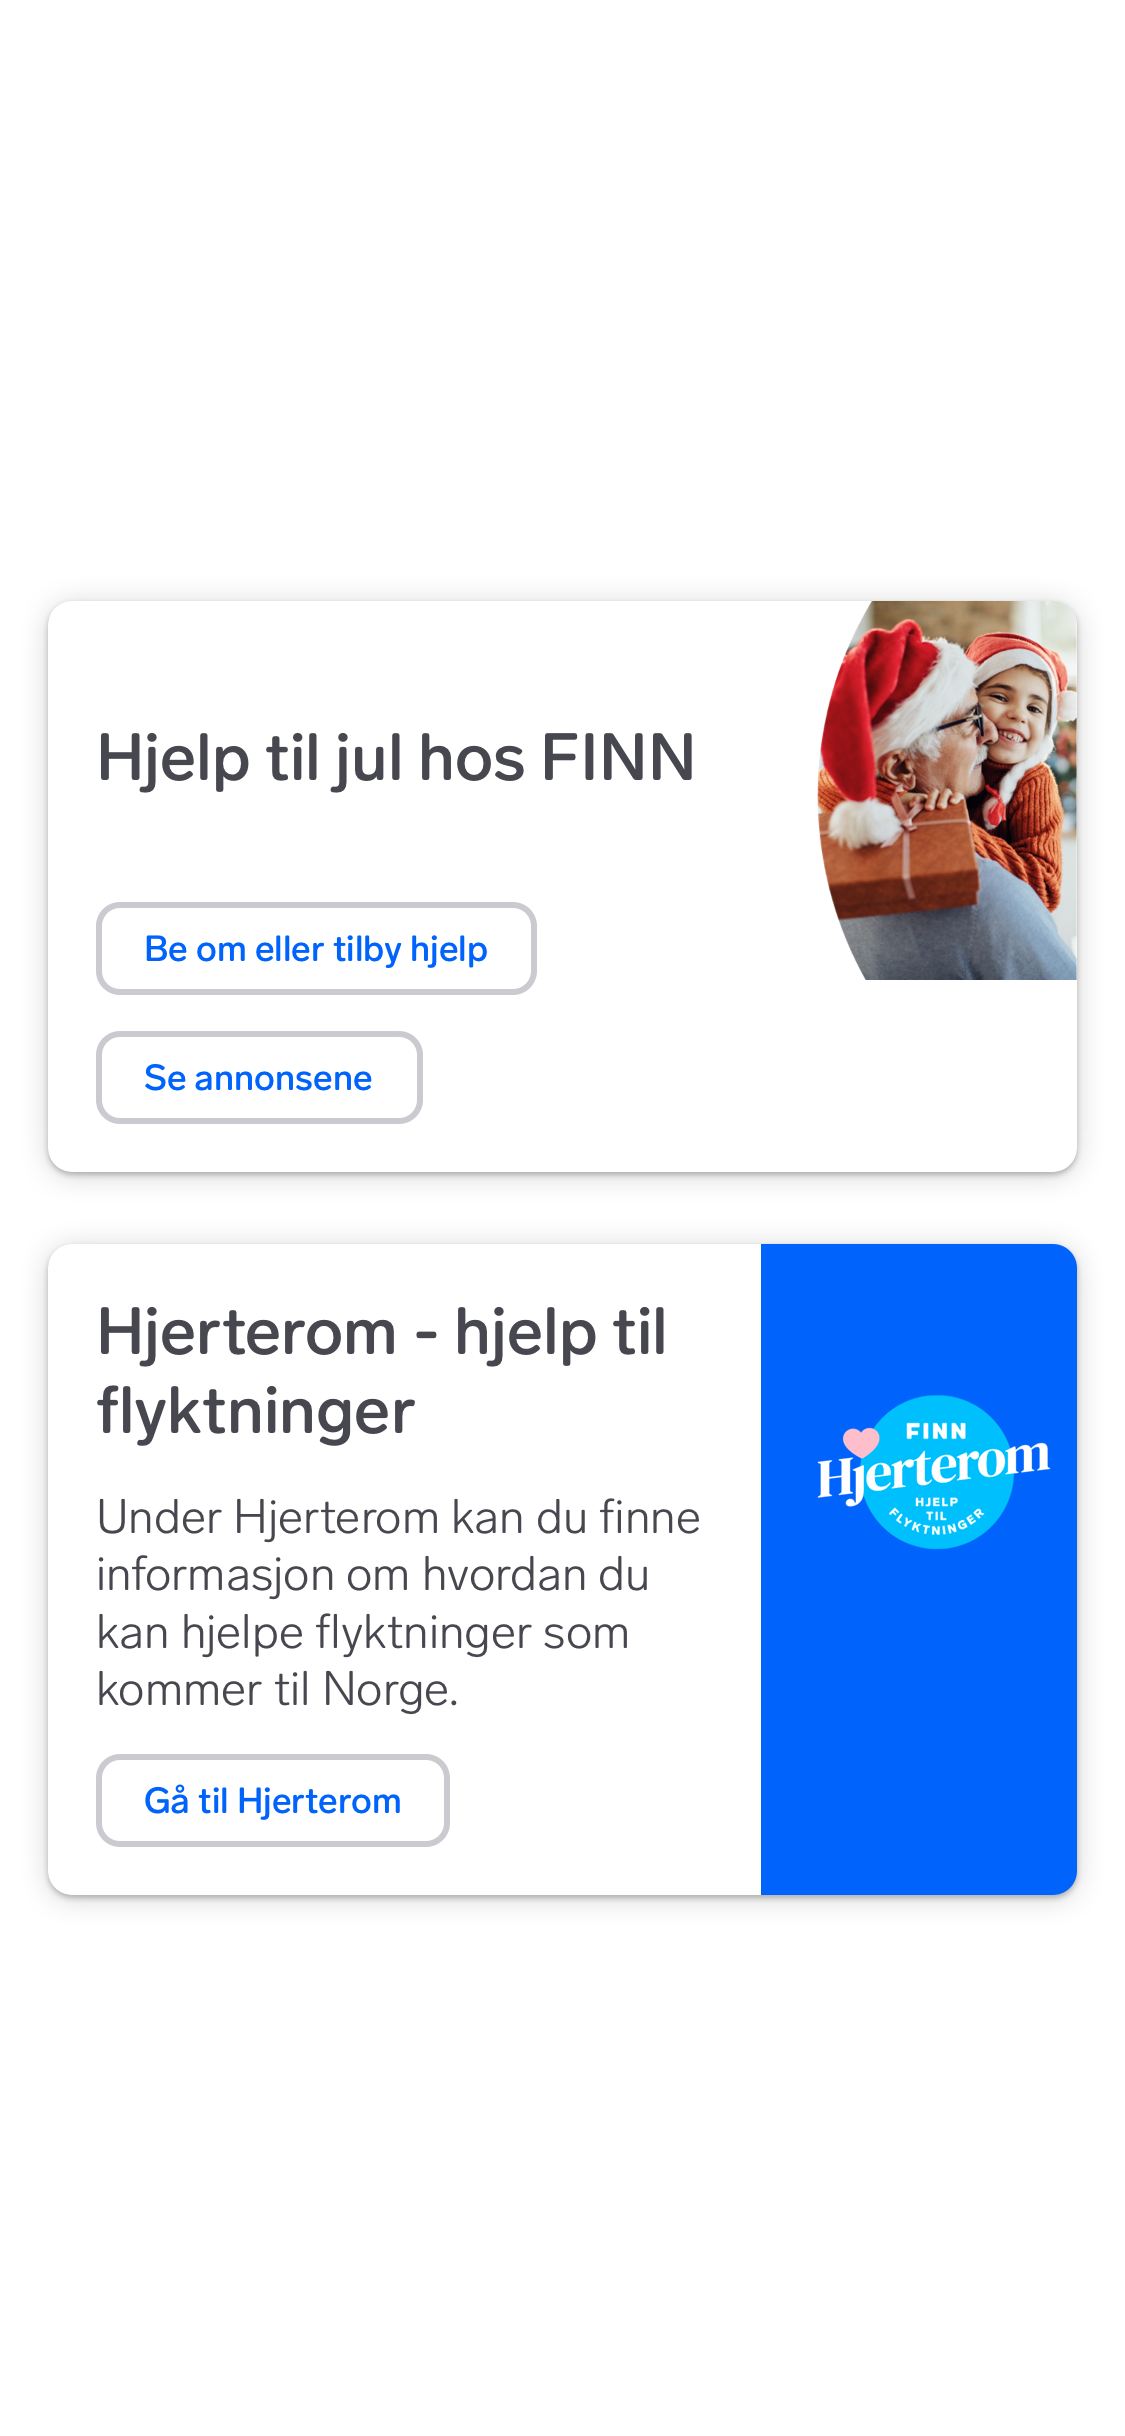 Hjelp til jul hos FINN
Be om eller tilby hjelp
Se annonsene
Hjerterom - hjelp til
flyktninger
Under Hjerterom kan du finne
informasjon om hvordan du
kan hjelpe flyktninger som
kommer til Norge.
Gå til Hjerterom
FINN
Hjerterom
HJELP
TIL
FLYKTNINGER